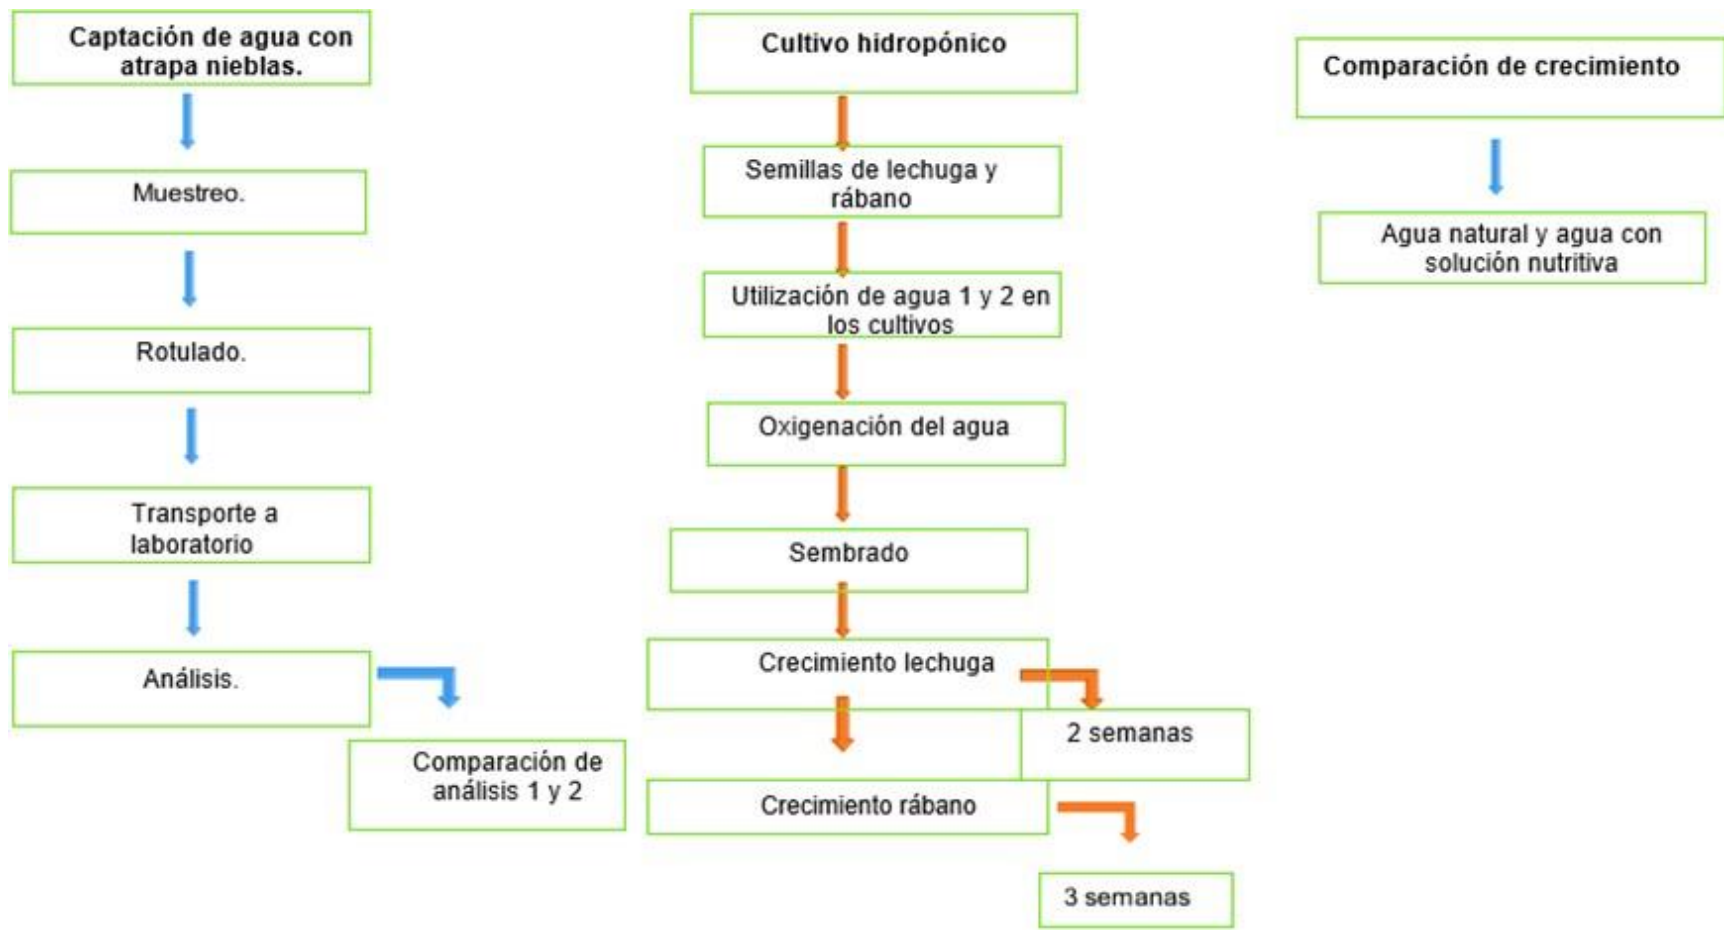 Captación de agua con
atrapa nieblas.
Muestreo.
Rotulado.
Transporte a
laboratorio
Análisis.
Comparación de
análisis 1 y 2
Cultivo hidropónico
Semillas de lechuga y
rábano
Utilización de agua 1 y 2 en
los cultivos
Oxigenación del agua
Sembrado
Crecimiento lechuga
2 semanas
Crecimiento rábano
3 semanas
Comparación de crecimiento
Agua natural y agua con
solución nutritiva